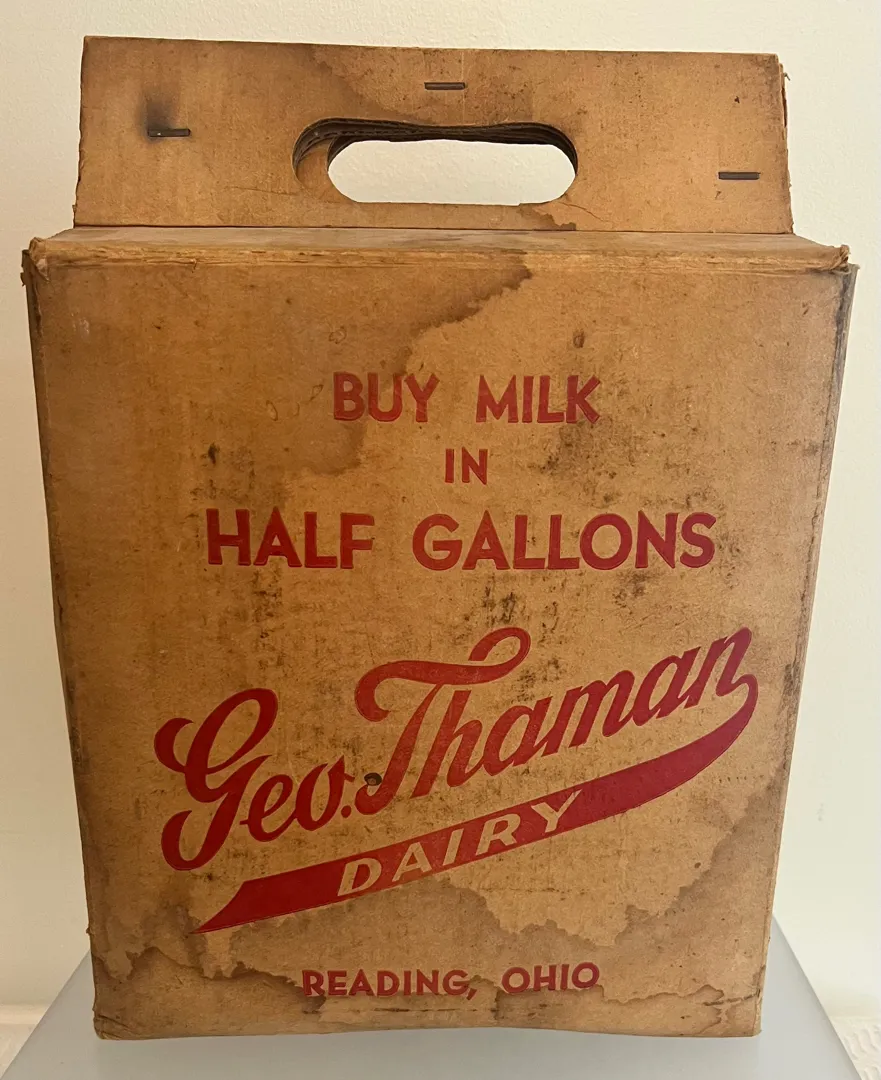 BUY MILK
IN
HALF GALLONS
Geo. Thaman
DAIRY
READING, OHIO